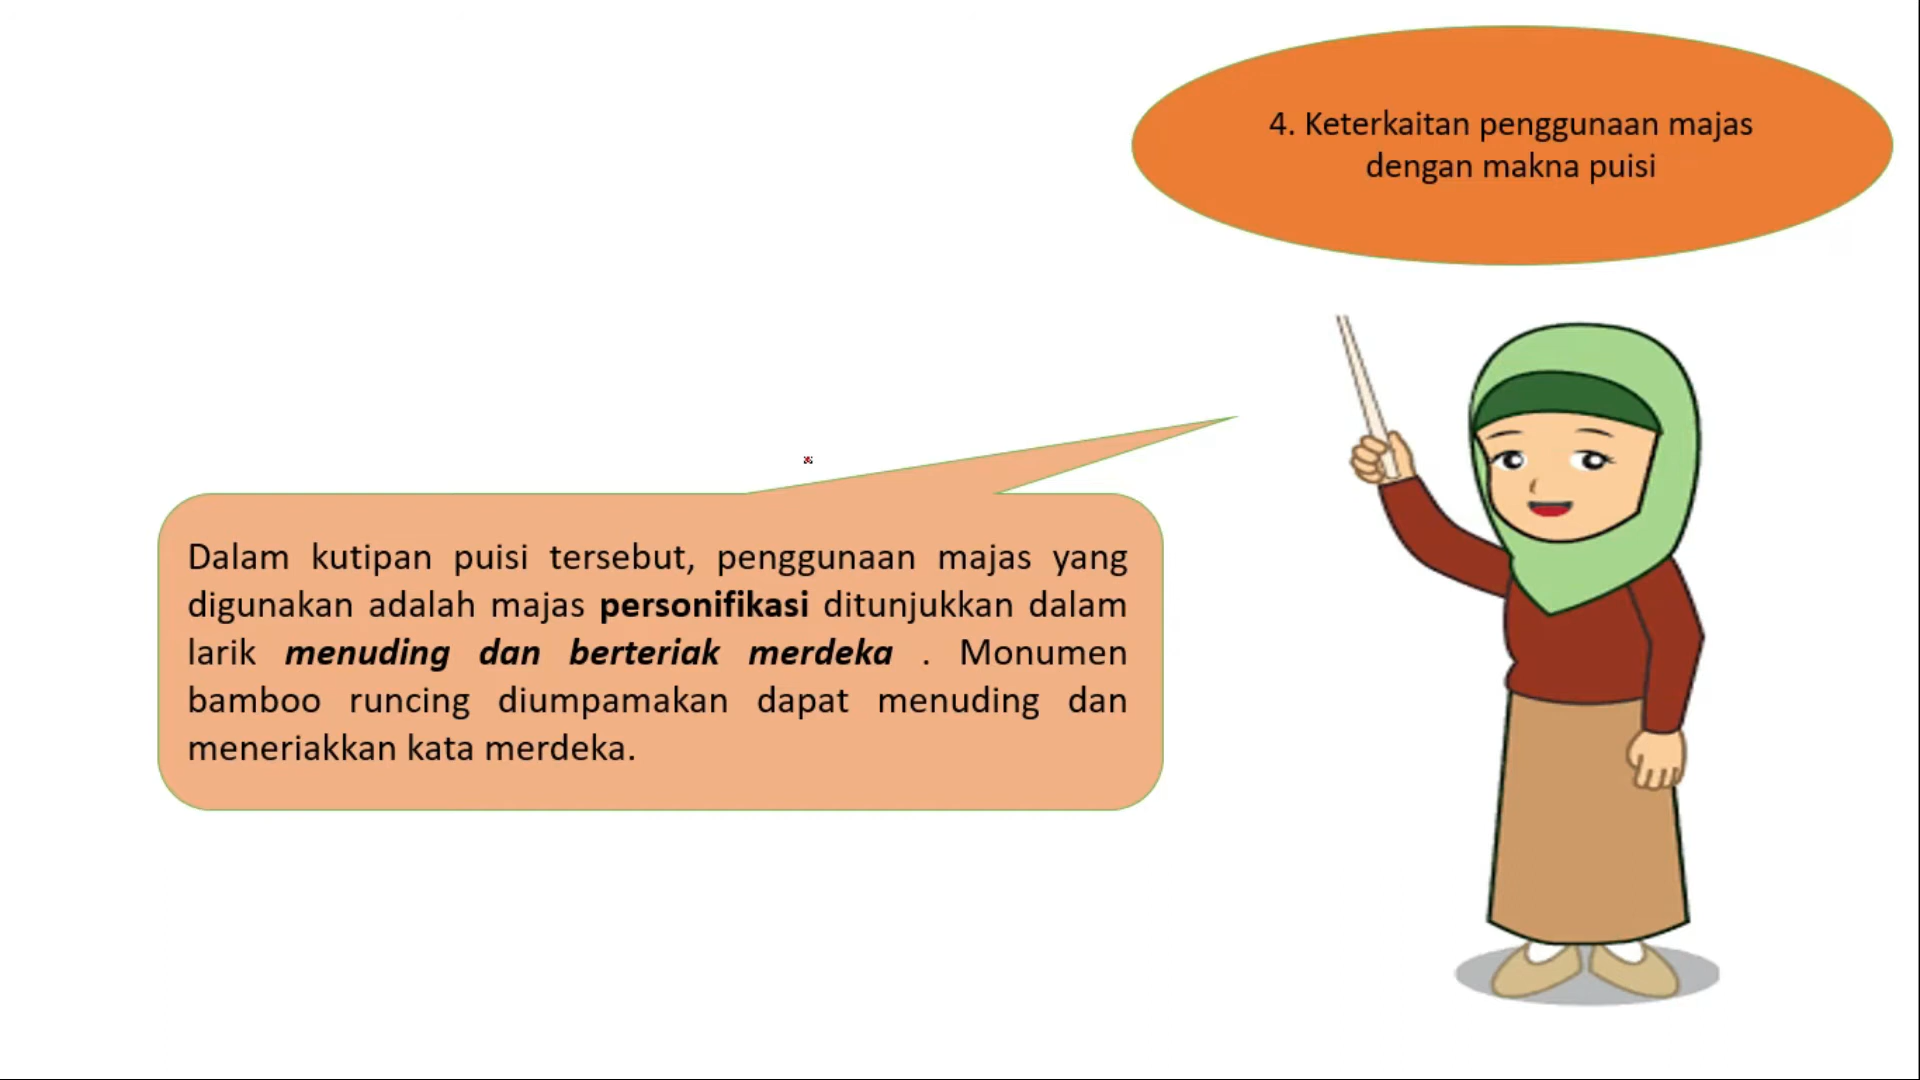 4. Keterkaitan penggunaan majas
dengan makna puisi
Dalam kutipan puisi tersebut, penggunaan majas yang
digunakan adalah majas personifikasi ditunjukkan dalam
larik menuding dan berteriak merdeka . Monumen
bamboo runcing diumpamakan dapat menuding dan
meneriakkan kata merdeka.